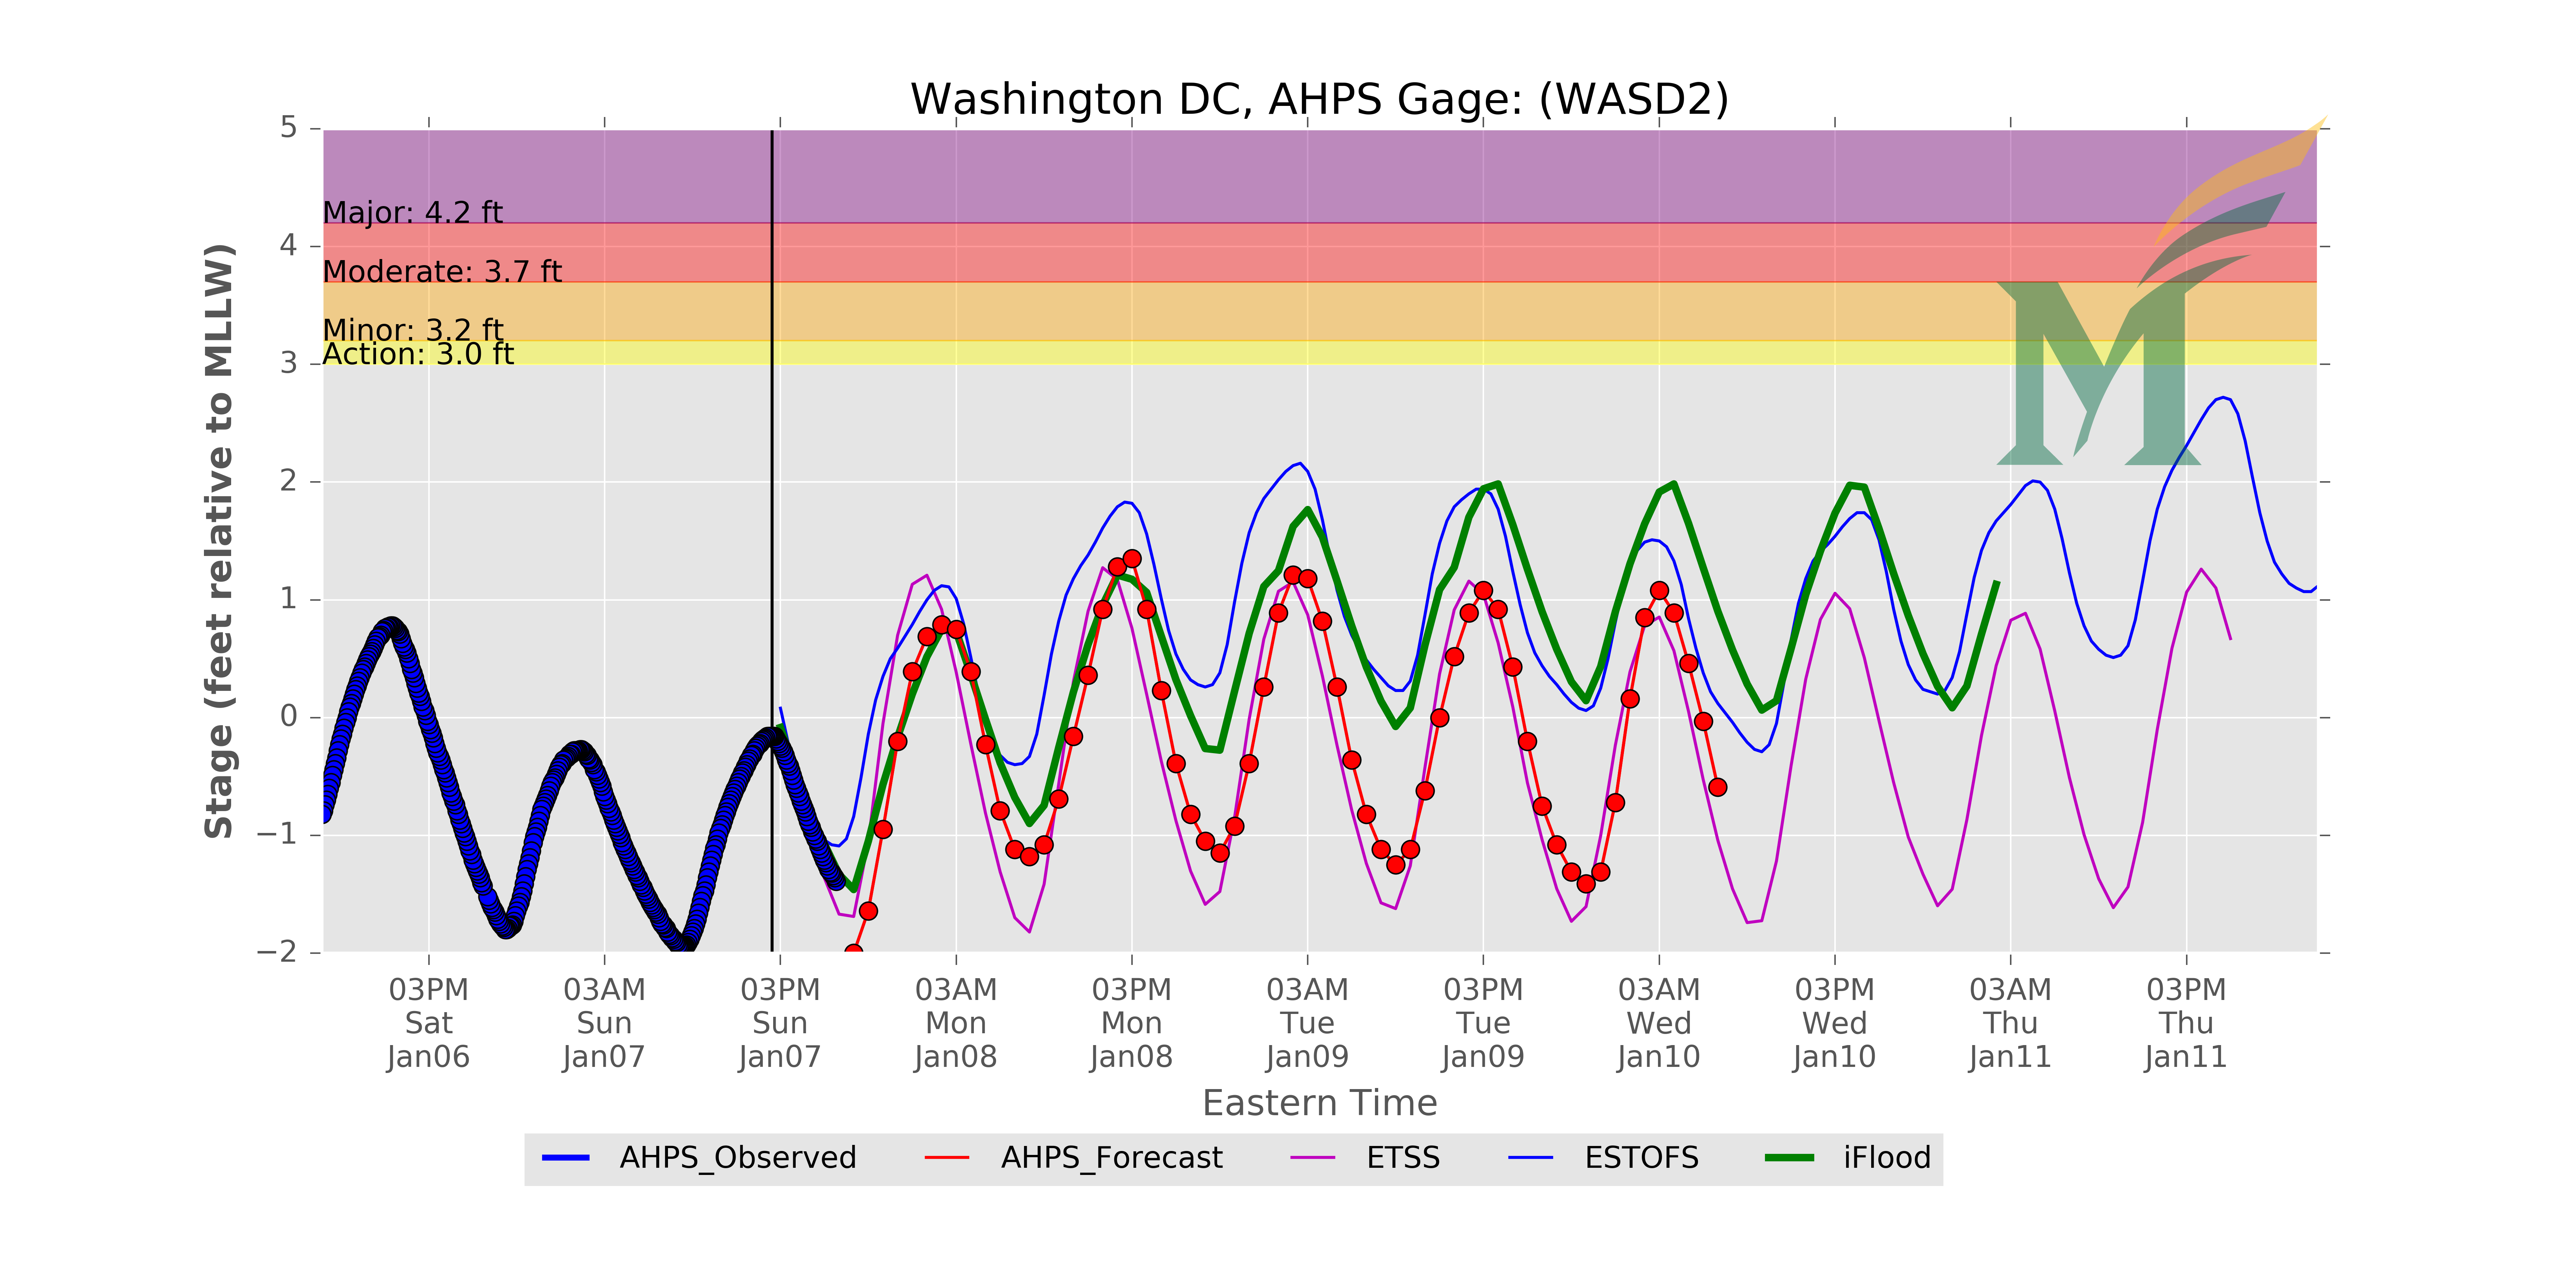 Washington DC, AHPS Gage: (WASD2)
Stage (feet relative to MLLW)
5
4
3
2
1
0
−1
−2
Major: 4.2 ft
Moderate: 3.7 ft
Minor: 3.2 ft
Action: 3.0 ft
M
03PM 03AM 03PM 03AM 03PM 03AM 03PM 03AM 03PM 03AM 03PM
Sat Sun Sun Mon Mon Tue Tue Wed Wed Thu Thu
Jan06 Jan07 Jan07 Jan08 Jan08 Jan09 Jan09 Jan10 Jan10 Jan11 Jan11
Eastern Time
AHPS_Observed AHPS_Forecast ETSS ESTOFS iFlood